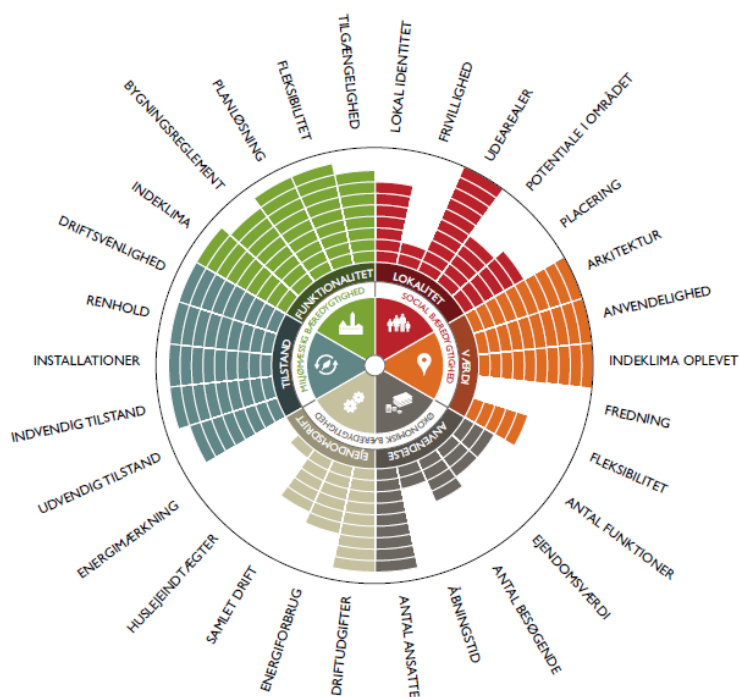 TILGÆNGELIGHED
LOKAL IDENTITET
FRIVILLIGHED
UDEAREALER
POTENTIALE I OMRÅDET
PLACERING
ARKITEKTUR
ANVENDELIGHED
INDEKLIMA OPLEVET
FREDNING
FLEKSIBILITET
ANTAL FUNKTIONER
EJENDOMSVÆRDI
ANTAL BESØGENDE
ÅBNINGSTID
ANTAL ANSATTE
DRIFTUDGIFTER
ENERGIFORBRUG
SAMLET DRIFT
HUSLEJEINDTÆGTER
ENERGIMÆRKNING
UDVENDIG TILSTAND
INDVENDIG TILSTAND
INSTALLATIONER
RENHOLD
DRIFTSVENLIGHED
INDEKLIMA
BYGNINGSREGLEMENT
PLANLØSNING
FLEKSIBILITET
FUNKTIONALITET
LOKALITET
VÆRDI
ANVENDELSE
EJENDOMSDRIFT
TILSTAND
MILJØMÆSSIG BÆREDYGTIGHED
SOCIAL BÆREDYGTIGHED
ØKONOMISK BÆREDYGTIGHED